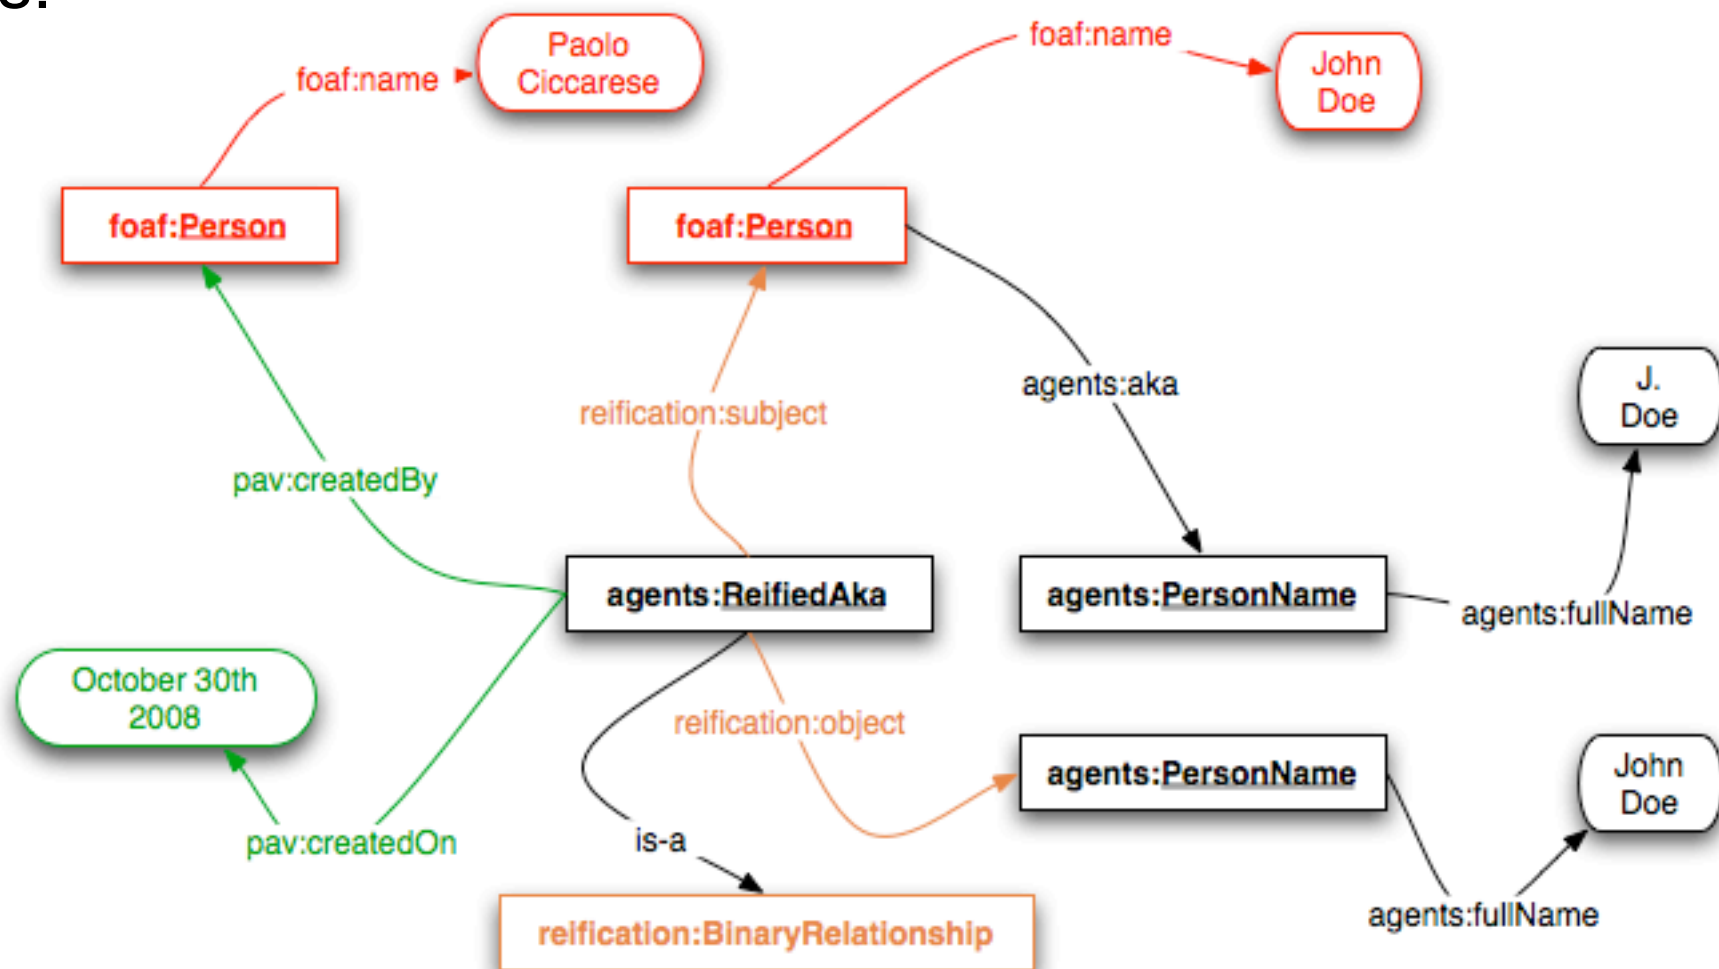 foaf:name
Paolo
Ciccarese
foaf:name
John
Doe
foaf:Person
foaf:Person
agents:aka
J.
Doe
reification:subject
pav:createdBy
agents:ReifiedAka
agents:PersonName
agents:fullName
October 30th
2008
reification:object
agents:PersonName
John
Doe
pav:createdOn
is-a
agents:fullName
reification:BinaryRelationship